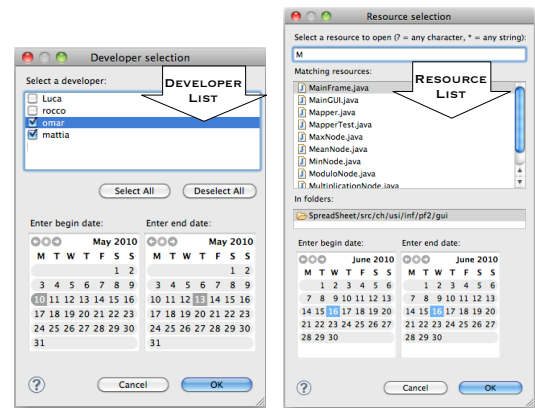 Developer selection
Select a developer:
DEVELOPER
LIST
Luca
rocco
omar
mattia
Select All
Deselect All
Enter begin date:
Enter end date:
May 2010
May 2010
M T W T F S S
M T W T F S S
1 2
1 2
3 4 5 6 7 8 9
3 4 5 6 7 8 9
10 11 12 13 14 15 16
10 11 12 13 14 15 16
17 18 19 20 21 22 23
17 18 19 20 21 22 23
24 25 26 27 28 29 30
24 25 26 27 28 29 30
31
31
?
Cancel
OK
Resource selection
Select a resource to open (? = any character, * = any string):
M
Matching resources:
RESOURCE
LIST
MainFrame.java
MainGUI.java
Mapper.java
MapperTest.java
MaxNode.java
MeanNode.java
MinNode.java
ModuloNode.java
MultiplicationNode.java
In folders:
SpreadSheet/src/ch/usi/inf/pf2/gui
Enter begin date:
Enter end date:
June 2010
June 2010
M T W T F S S
M T W T F S S
1 2 3 4 5 6
1 2 3 4 5 6
7 8 9 10 11 12 13
7 8 9 10 11 12 13
14 15 16 17 18 19 20
14 15 16 17 18 19 20
21 22 23 24 25 26 27
21 22 23 24 25 26 27
28 29 30
28 29 30
?
Cancel
OK